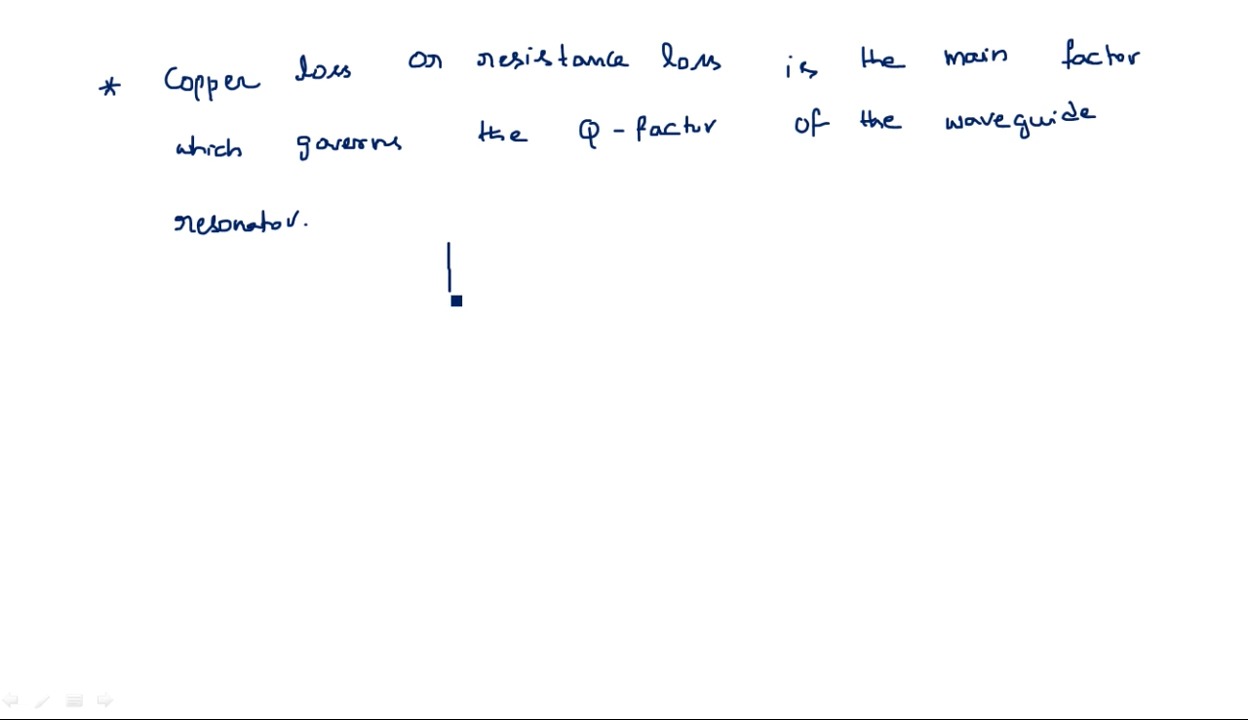 * Copper loss or resistance loss is the main factor
which governs the Q-factor of the waveguide
resonator.